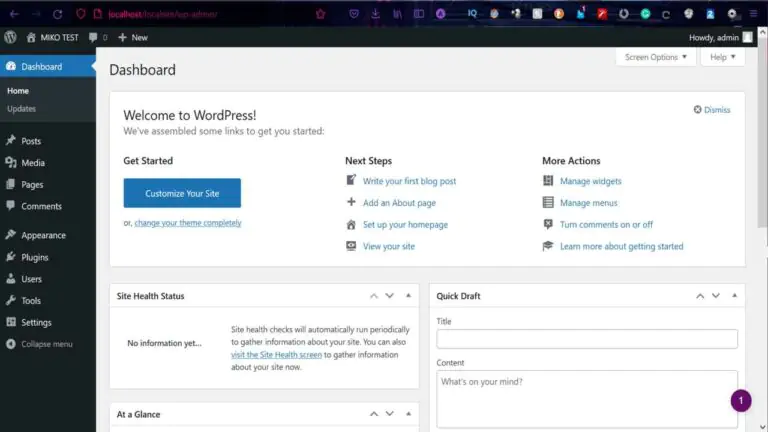 localhost/localsite/wp-admin/
MIKO TEST 0 + New
Howdy, admin
Dashboard
Home
Updates
Posts
Media
Pages
Comments
Appearance
Plugins
Users
Tools
Settings
Collapse menu
Screen Options
Help
Dashboard
Welcome to WordPress!
We've assembled some links to get you started:
Dismiss
Get Started
Customize Your Site
or, change your theme completely
Next Steps
Write your first blog post
Add an About page
Set up your homepage
View your site
More Actions
Manage widgets
Manage menus
Turn comments on or off
Learn more about getting started
Site Health Status
No information yet...
Site health checks will automatically run periodically
to gather information about your site. You can also
visit the Site Health screen to gather information
about your site now.
At a Glance
Quick Draft
Title
Content
What's on your mind?
1